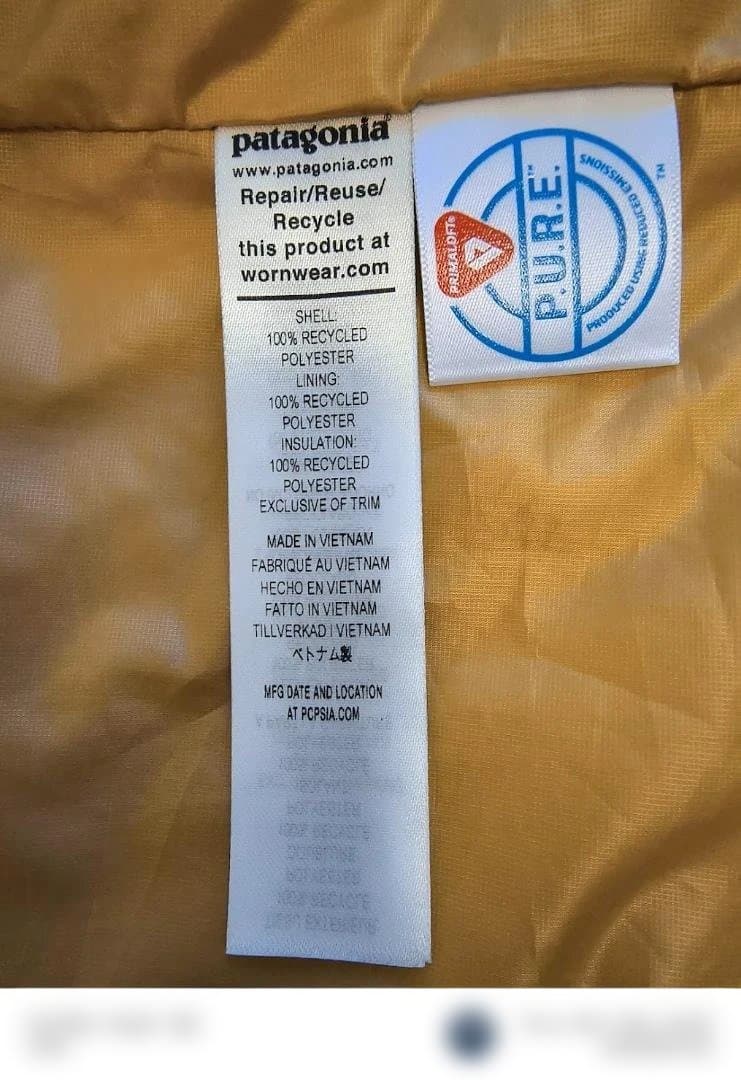 patagonia®
www.patagonia.com
Repair/Reuse/
Recycle
this product at
wornwear.com
SHELL:
100% RECYCLED
POLYESTER
LINING:
100% RECYCLED
POLYESTER
INSULATION:
100% RECYCLED
POLYESTER
EXCLUSIVE OF TRIM
MADE IN VIETNAM
FABRIQUÉ AU VIETNAM
HECHO EN VIETNAM
FATTO IN VIETNAM
TILLVERKAD I VIETNAM
ベトナム製
MFG DATE AND LOCATION
AT PCPSIA.COM
PRIMALOFT®
P.U.R.E.™
PRODUCED USING REDUCED EMISSIONS™